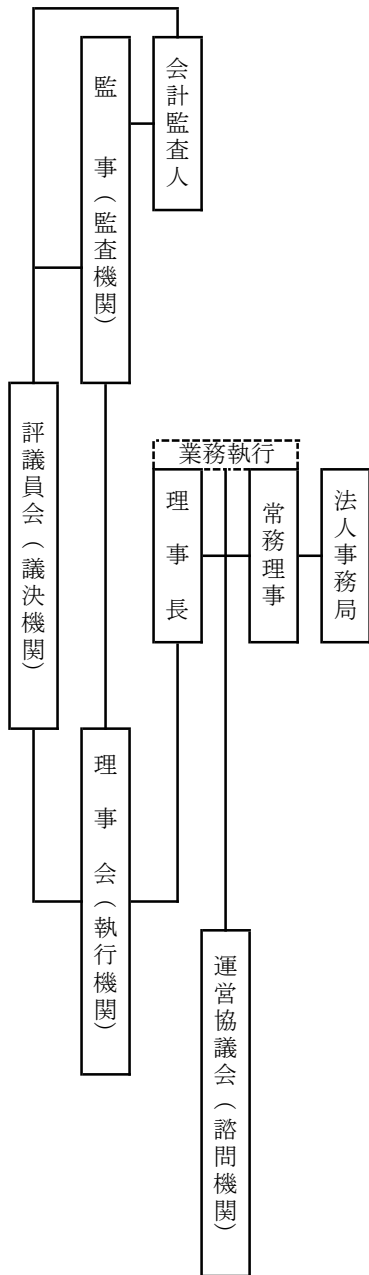 会計監査人
監事（監査機関）
評議員会（議決機関）
業務執行
理事長
常務理事
法人事務局
理事会（執行機関）
運営協議会（諮問機関）